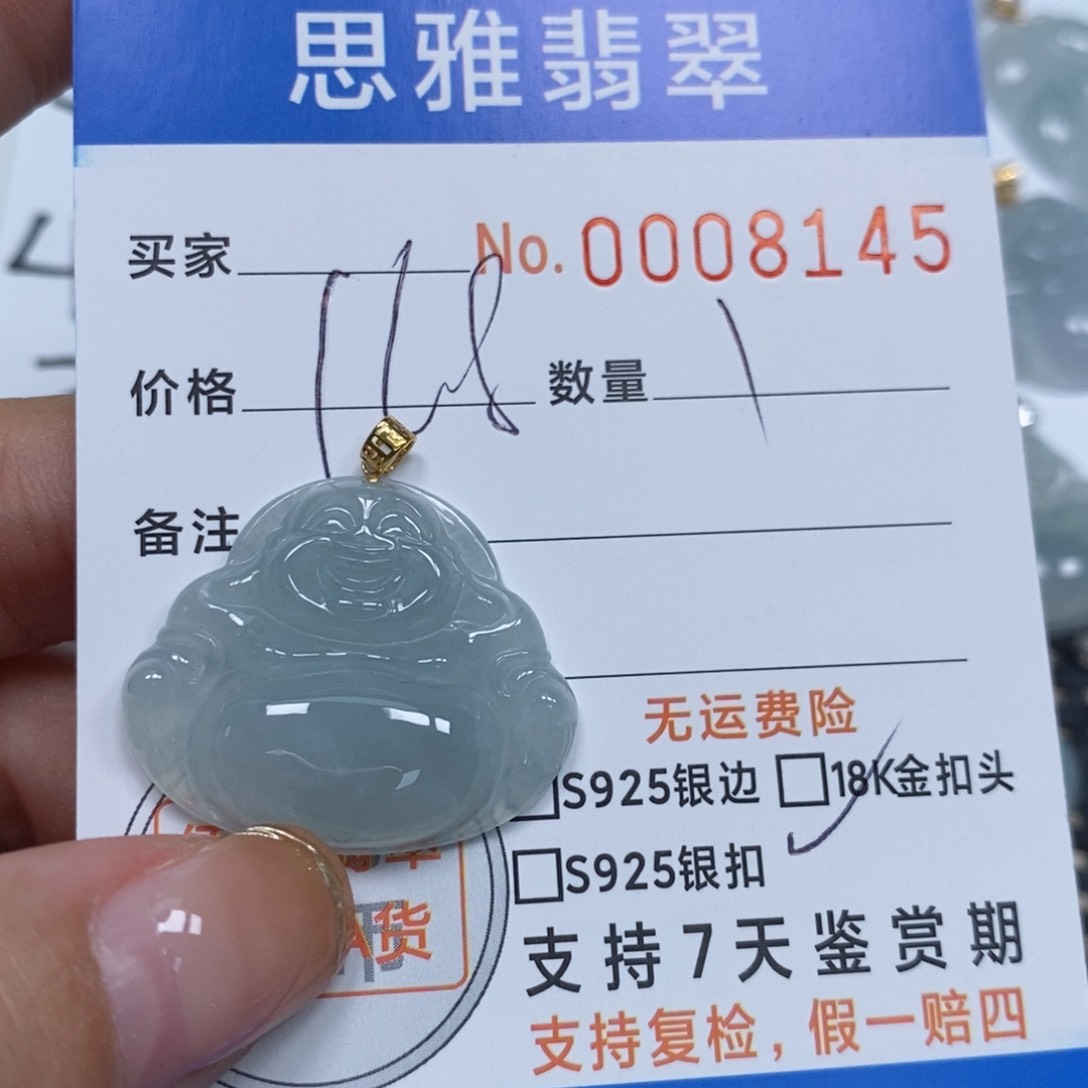 思雅翡翠
买家 No. 0008145
价格 数量 1
备注
无运费险
S925银边 18K金扣头
S925银扣
A货
支持7天鉴赏期
支持复检，假一赔四